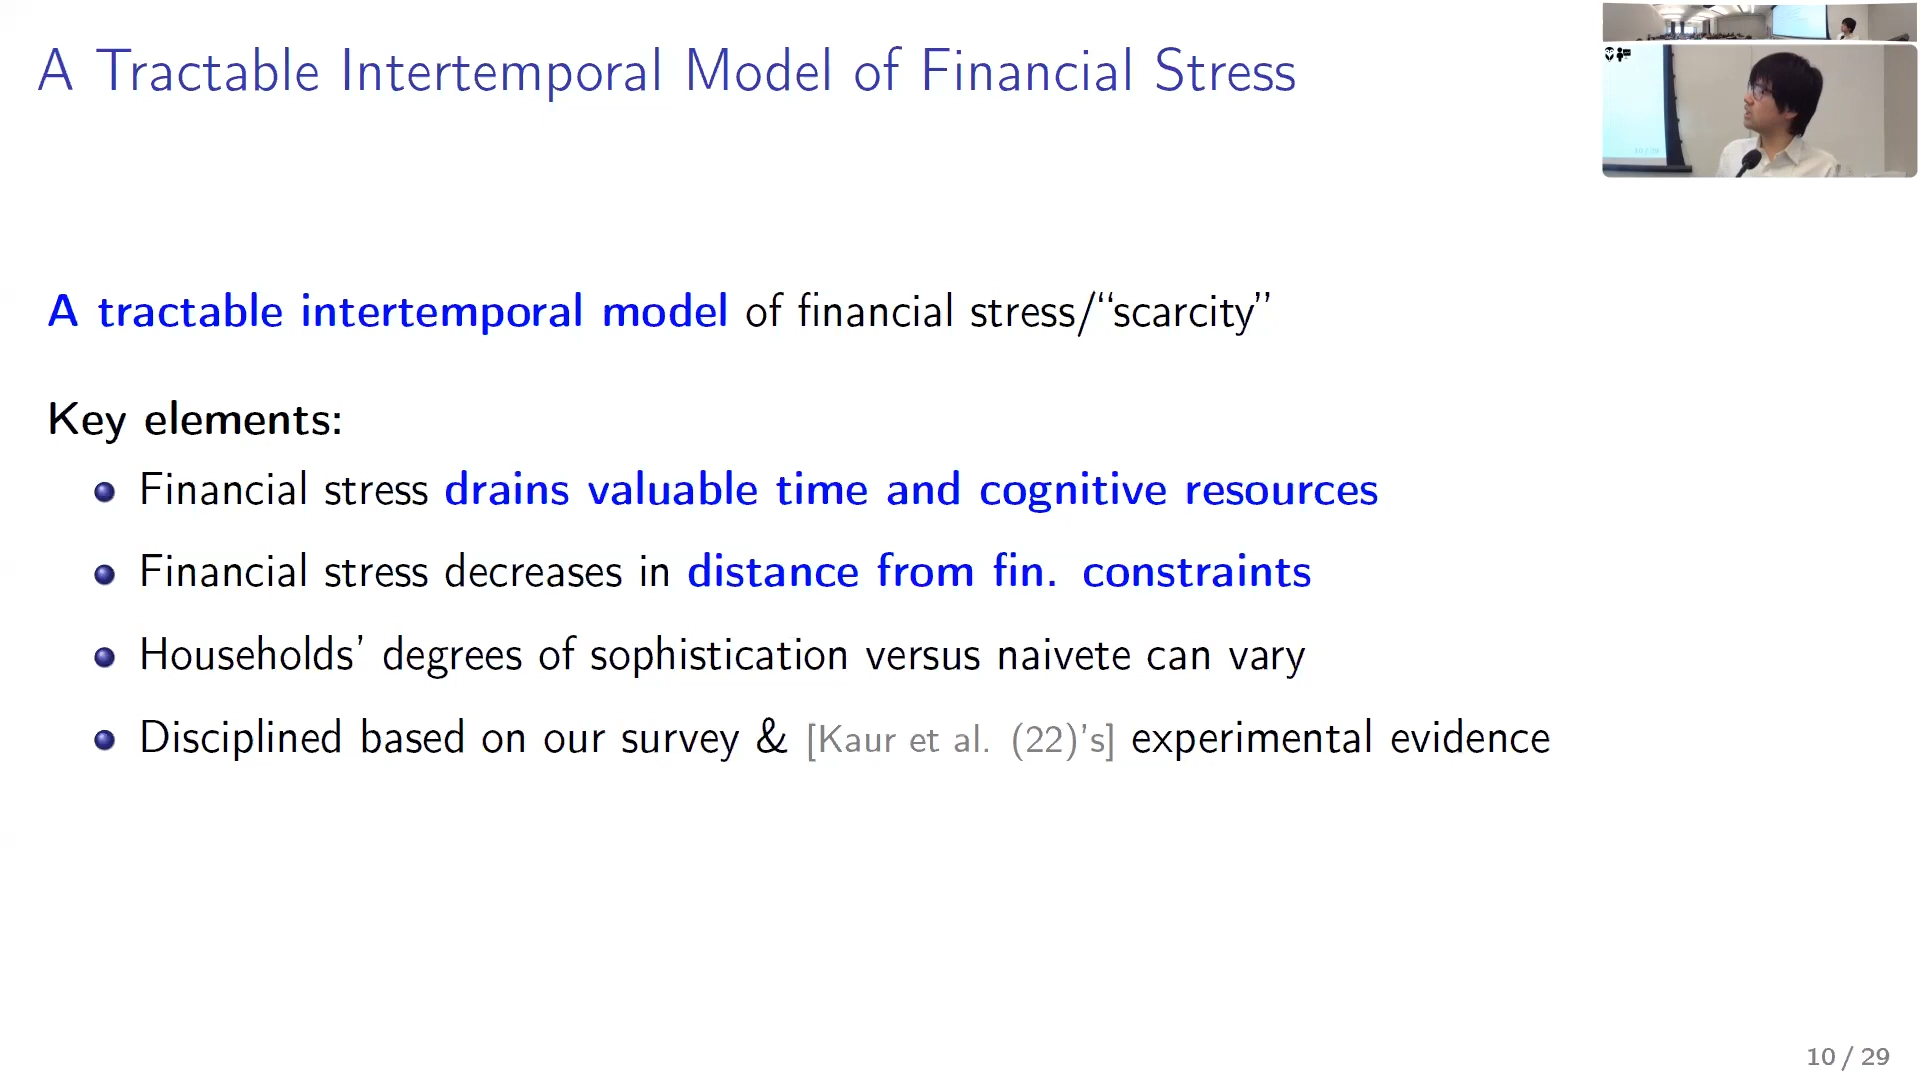 A Tractable Intertemporal Model of Financial Stress
A tractable intertemporal model of financial stress/“scarcity”
Key elements:
Financial stress drains valuable time and cognitive resources
Financial stress decreases in distance from fin. constraints
Households’ degrees of sophistication versus naivete can vary
Disciplined based on our survey & [Kaur et al. (22)’s] experimental evidence
10 / 29
10 / 29